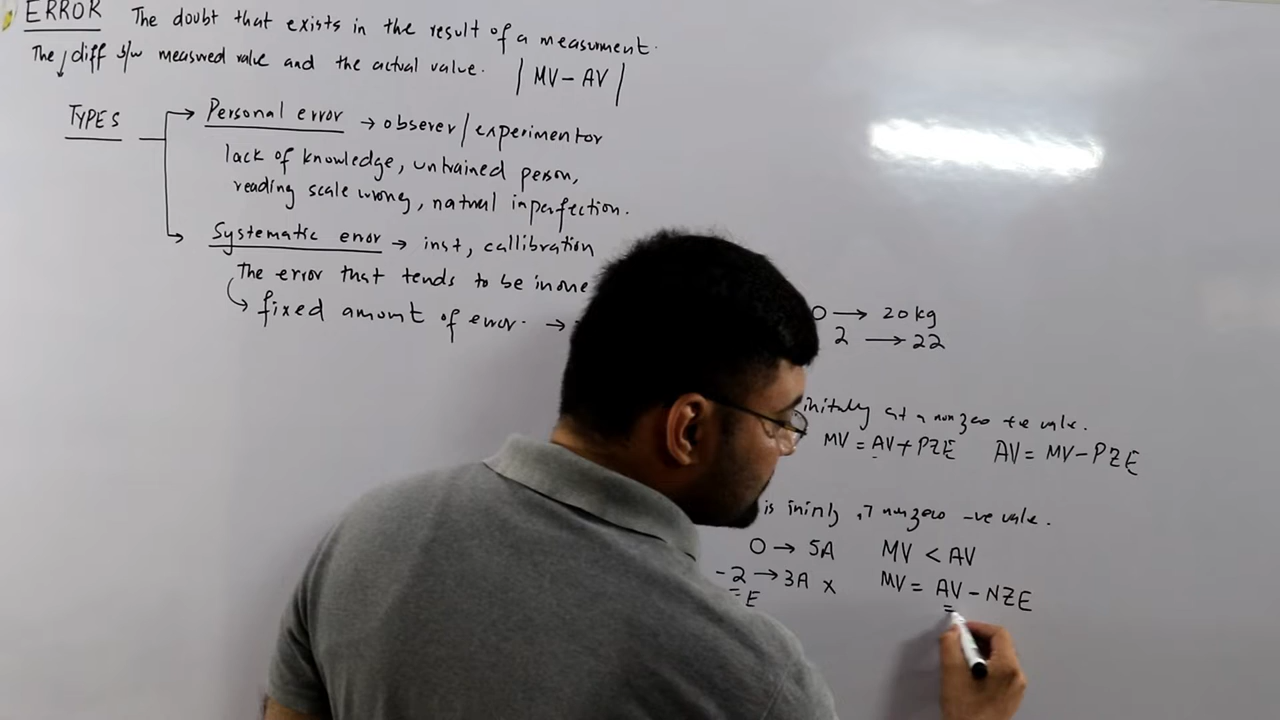 ERROR The doubt that exists in the result of a measurment.
The diff b/w measured value and the actual value. | MV - AV |
TYPES
Personal error → observer/experimentor
lack of knowledge, untrained person,
reading scale wrong, natural imperfection.
Systematic error → inst, callibration
The error that tends to be in one
fixed amount of error. →
0 → 20 kg
2 → 22
initally at a non zero +ve value.
MV = AV + PZE AV = MV - PZE
is ininly non zero -ve value.
0 → 5A MV < AV
-2 → 3A x MV = AV - NZE
E